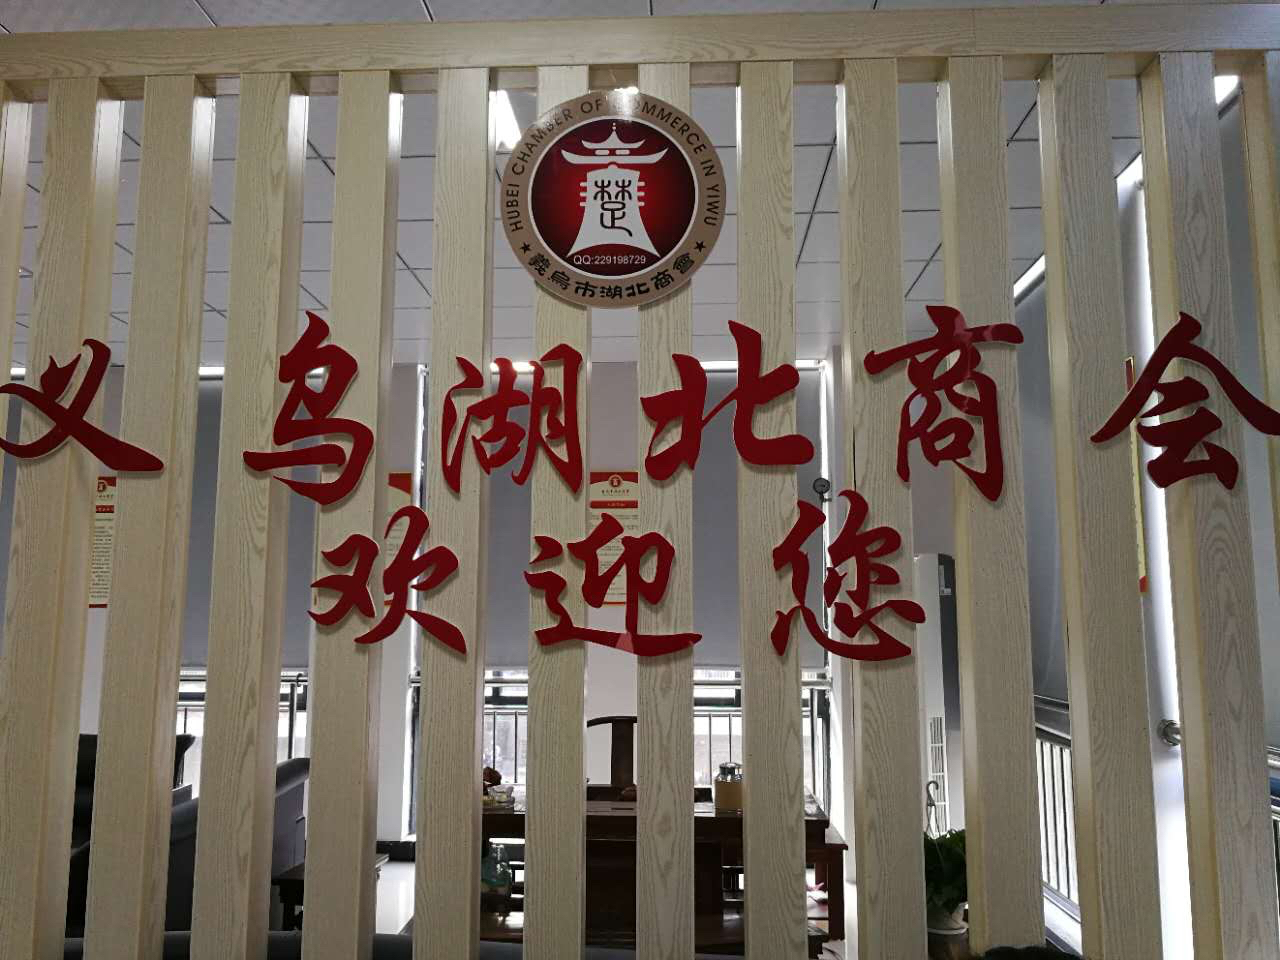 HUBEI CHAMBER OF COMMERCE IN YIWU
楚
QQ:229198729
★義烏市湖北商會★
义乌湖北商会
欢迎您